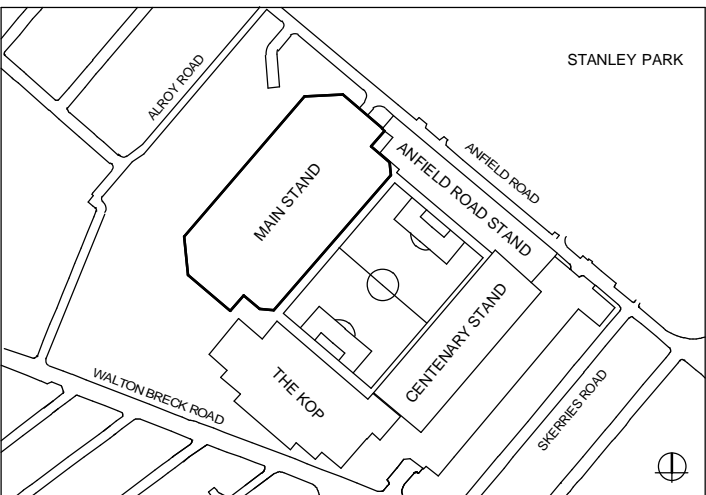 STANLEY PARK
ALROY ROAD
ANFIELD ROAD
MAIN STAND
ANFIELD ROAD STAND
CENTENARY STAND
THE KOP
WALTON BRECK ROAD
SKERRIES ROAD